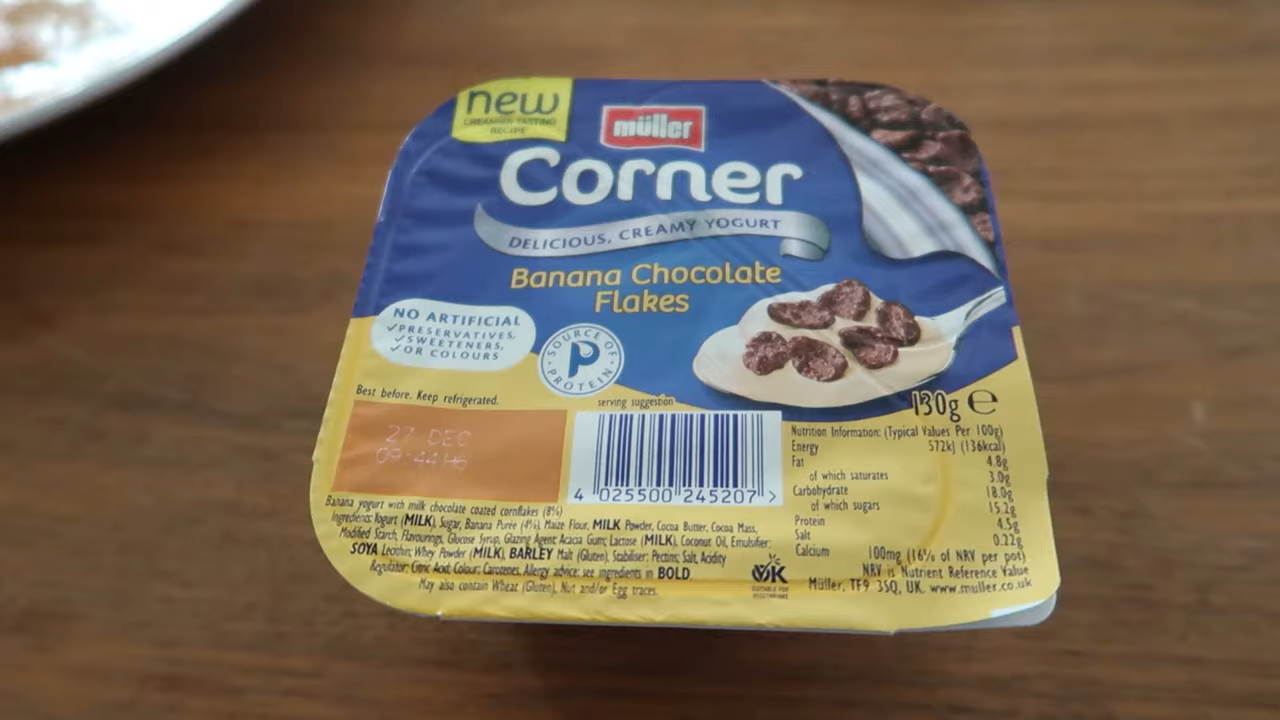 new
CREAMIER TASTING
RECIPE
müller
Corner
DELICIOUS, CREAMY YOGURT
Banana Chocolate
Flakes
NO ARTIFICIAL
✓PRESERVATIVES,
✓SWEETENERS,
✓OR COLOURS
SOURCE OF
P
PROTEIN
Best before. Keep refrigerated.
serving suggestion
130g e
27 DEC
09:44H6
4 025500 245207 >
Nutrition Information: (Typical Values Per 100g)
Energy 572kJ (136kcal)
Fat 4.8g
of which saturates 3.0g
Carbohydrate 18.0g
of which sugars 15.2g
Protein 4.5g
Salt 0.22g
Calcium 100mg (16% of NRV per pot)
NRV is Nutrient Reference Value
Müller, TF9 3SQ, UK. www.muller.co.uk
Banana yogurt with milk chocolate coated cornflakes (8%)
Ingredients: Yogurt (MILK), Sugar, Banana Purée (4%), Maize Flour, MILK Powder, Cocoa Butter, Cocoa Mass,
Modified Starch, Flavourings, Glucose Syrup, Glazing Agent: Acacia Gum; Lactose (MILK), Coconut Oil, Emulsifier:
SOYA Lecithin; Whey Powder (MILK), BARLEY Malt (Gluten), Stabiliser: Pectins; Salt, Acidity
Regulator: Citric Acid; Colour: Carotenes. Allergy advice: see ingredients in BOLD.
May also contain Wheat (Gluten), Nut and/or Egg traces.
VOK
SUITABLE FOR
VEGETARIANS